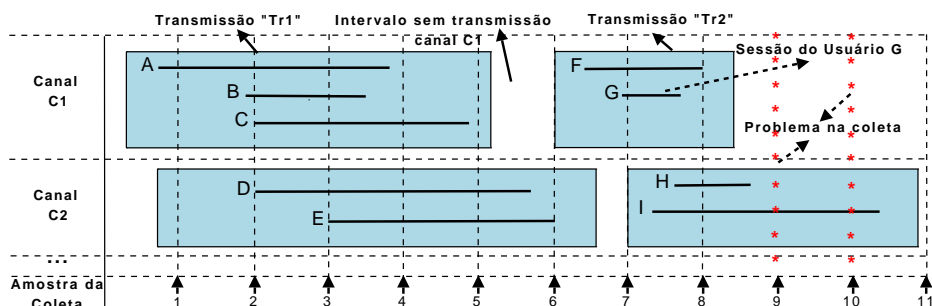 Transmissão "Tr1"
Intervalo sem transmissão
canal C1
Transmissão "Tr2"
Sessão do Usuário G
Canal
C1
A
B
C
F
G
Problema na coleta
Canal
C2
D
E
H
I
...
Amostra da
Coleta
1 2 3 4 5 6 7 8 9 10 11